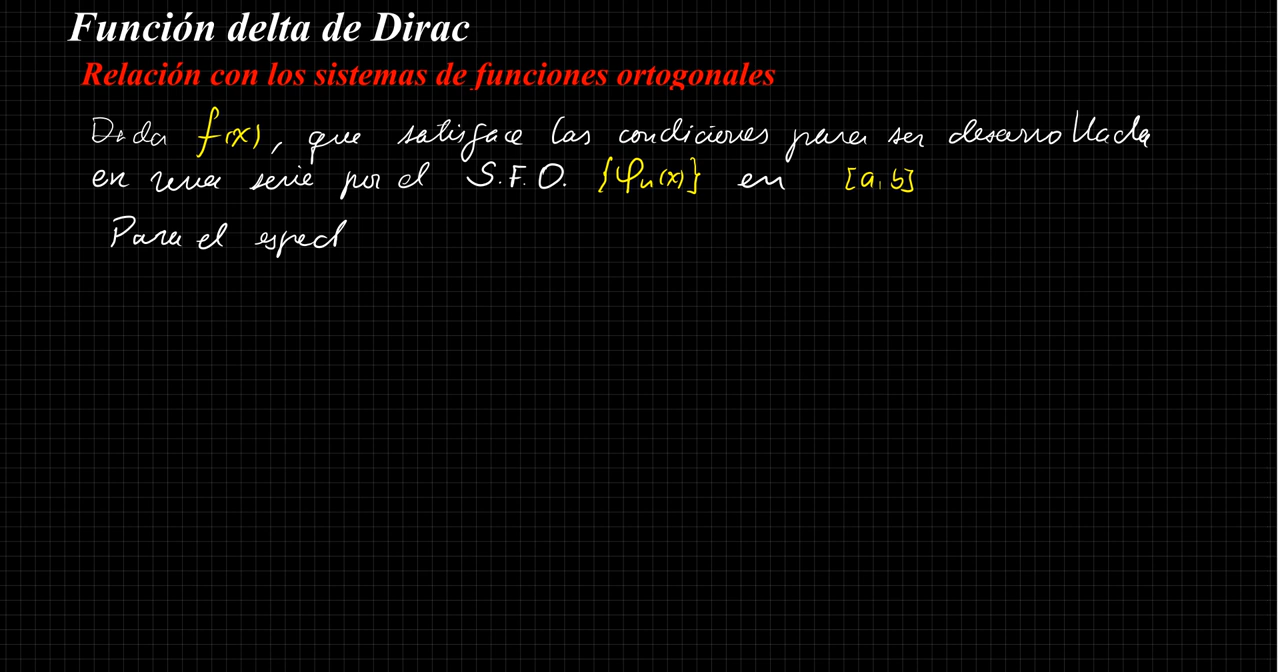 Función delta de Dirac
Relación con los sistemas de funciones ortogonales
Dada f(x), que satisface las condiciones para ser desarrollada
en una serie por el S.F.O. {φn(x)} en [a, b]
Para el espect